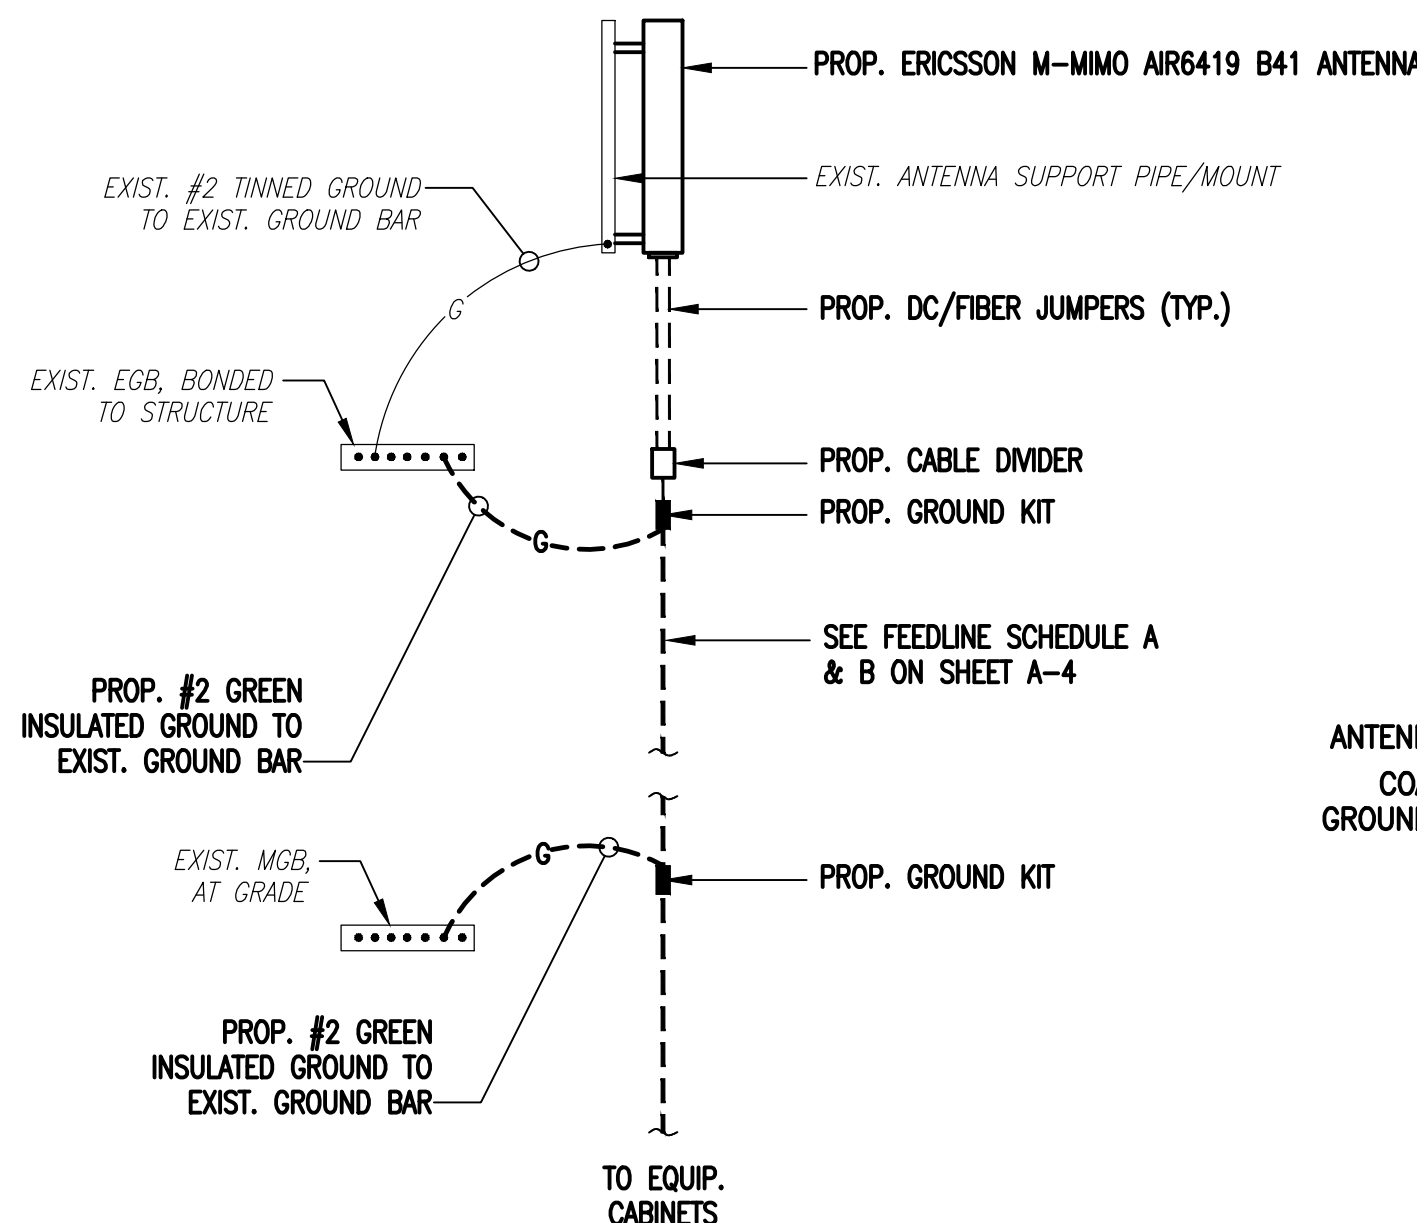 PROP. ERICSSON M-MIMO AIR6419 B41 ANTENNA
EXIST. ANTENNA SUPPORT PIPE/MOUNT
EXIST. #2 TINNED GROUND
TO EXIST. GROUND BAR
G
PROP. DC/FIBER JUMPERS (TYP.)
EXIST. EGB, BONDED
TO STRUCTURE
PROP. CABLE DIVIDER
PROP. GROUND KIT
G
SEE FEEDLINE SCHEDULE A
& B ON SHEET A-4
PROP. #2 GREEN
INSULATED GROUND TO
EXIST. GROUND BAR
EXIST. MGB,
AT GRADE
G
PROP. GROUND KIT
PROP. #2 GREEN
INSULATED GROUND TO
EXIST. GROUND BAR
TO EQUIP.
CABINETS